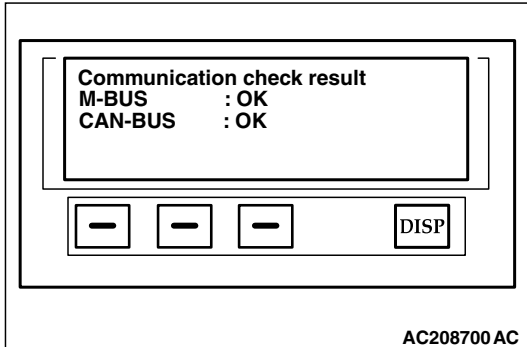 Communication check result
M-BUS : OK
CAN-BUS : OK
DISP
AC208700 AC